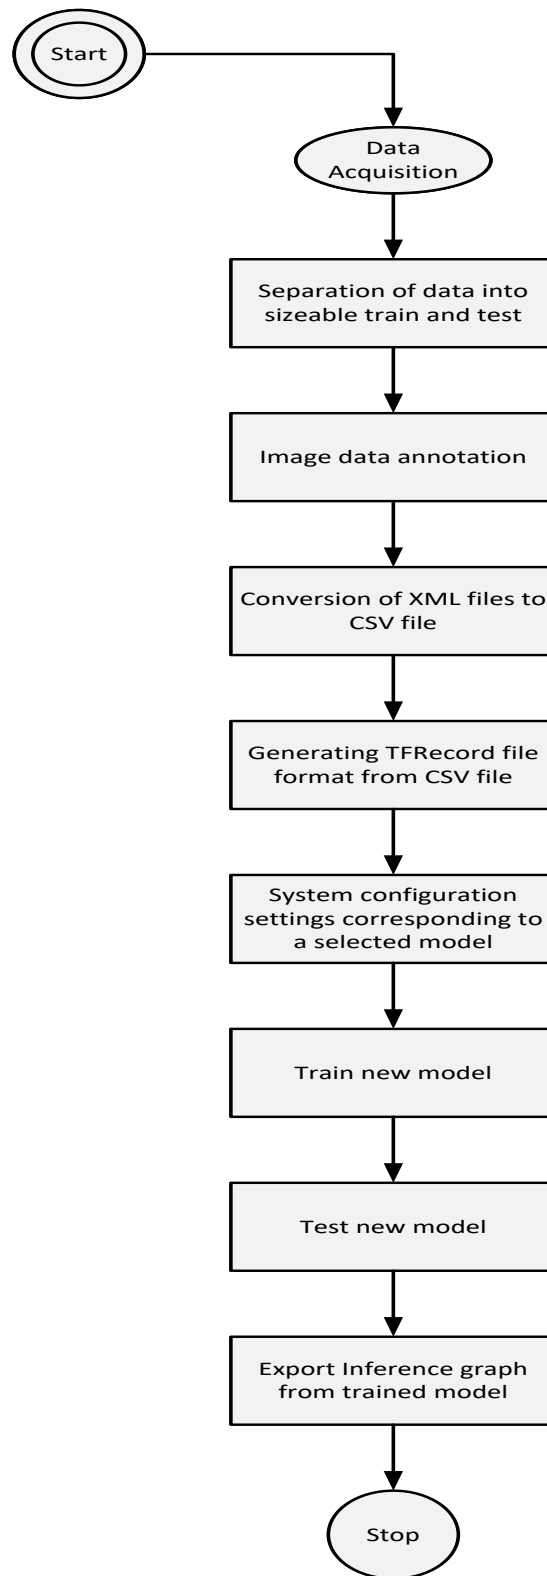 Start
Data
Acquisition
Separation of data into
sizeable train and test
Image data annotation
Conversion of XML files to
CSV file
Generating TFRecord file
format from CSV file
System configuration
settings corresponding to
a selected model
Train new model
Test new model
Export Inference graph
from trained model
Stop